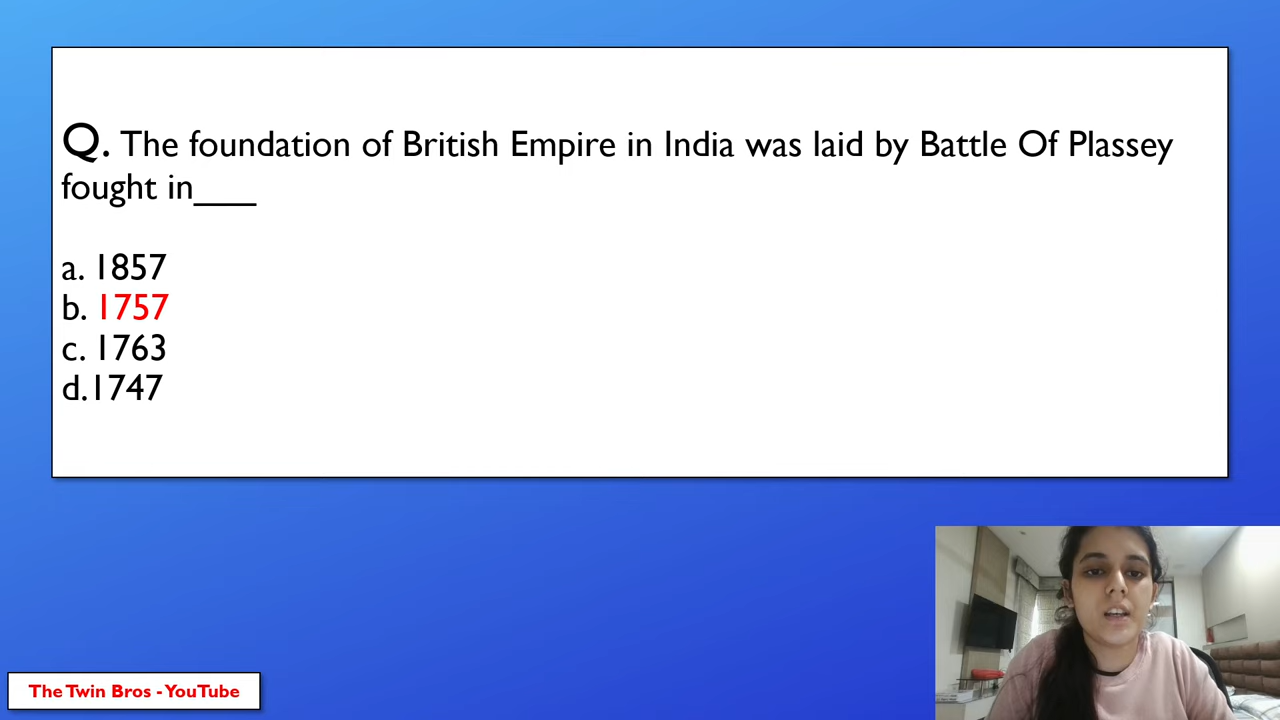 Q. The foundation of British Empire in India was laid by Battle Of Plassey
fought in____
a. 1857
b. 1757
c. 1763
d.1747
The Twin Bros - YouTube